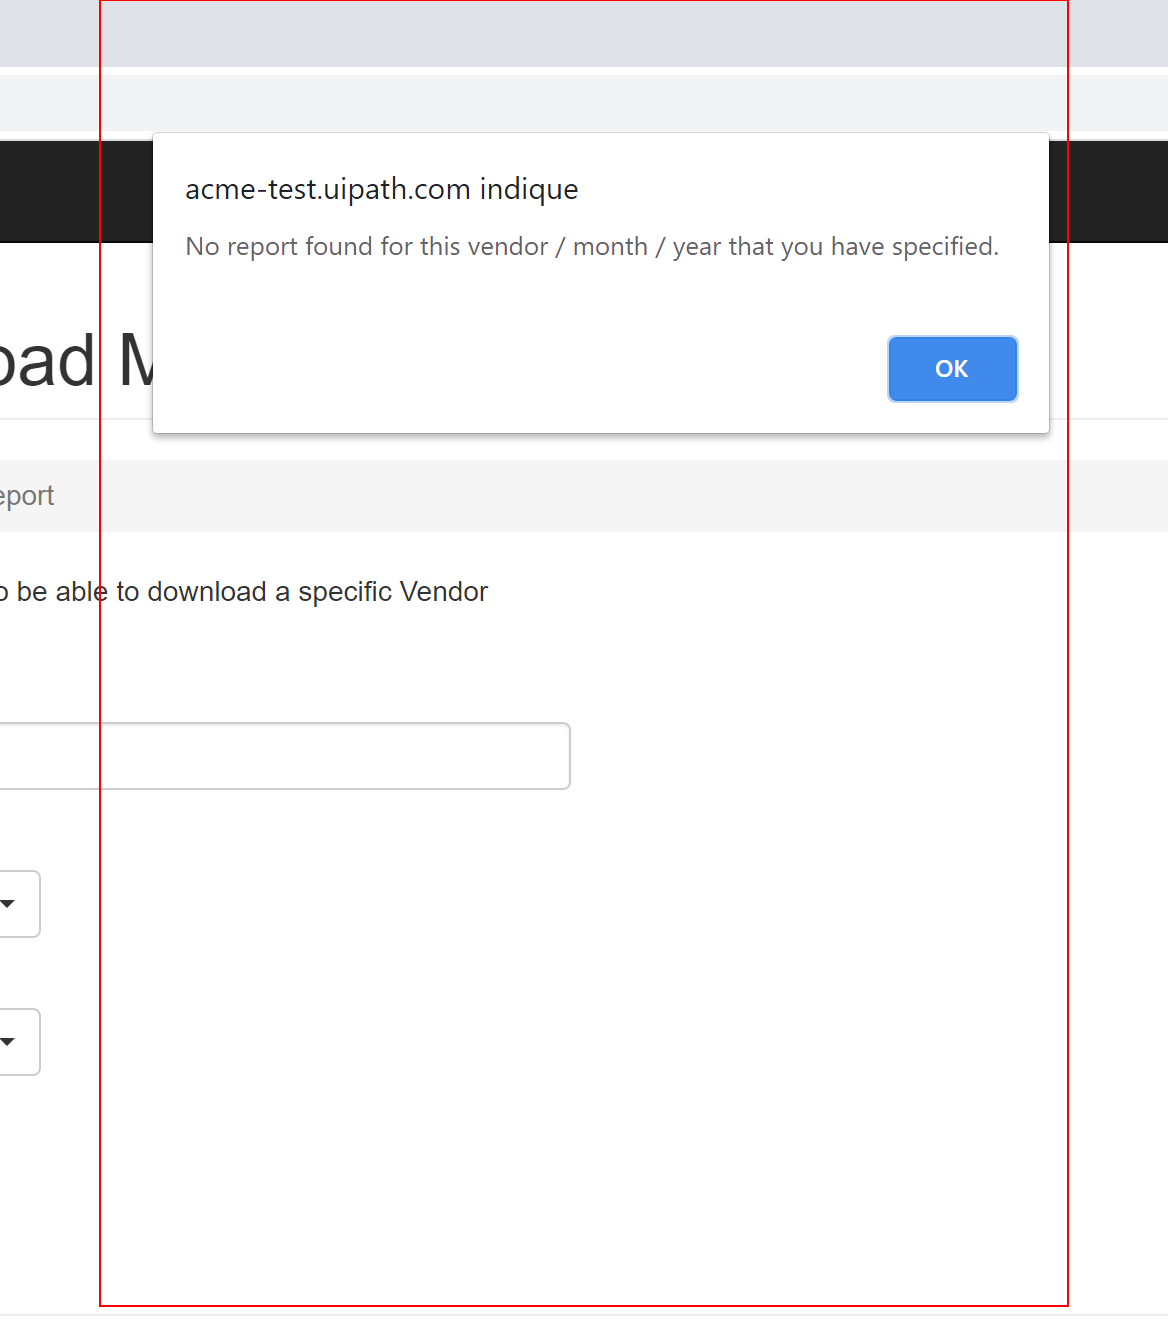 acme-test.uipath.com indique
No report found for this vendor / month / year that you have specified.
OK
oad M
eport
o be able to download a specific Vendor